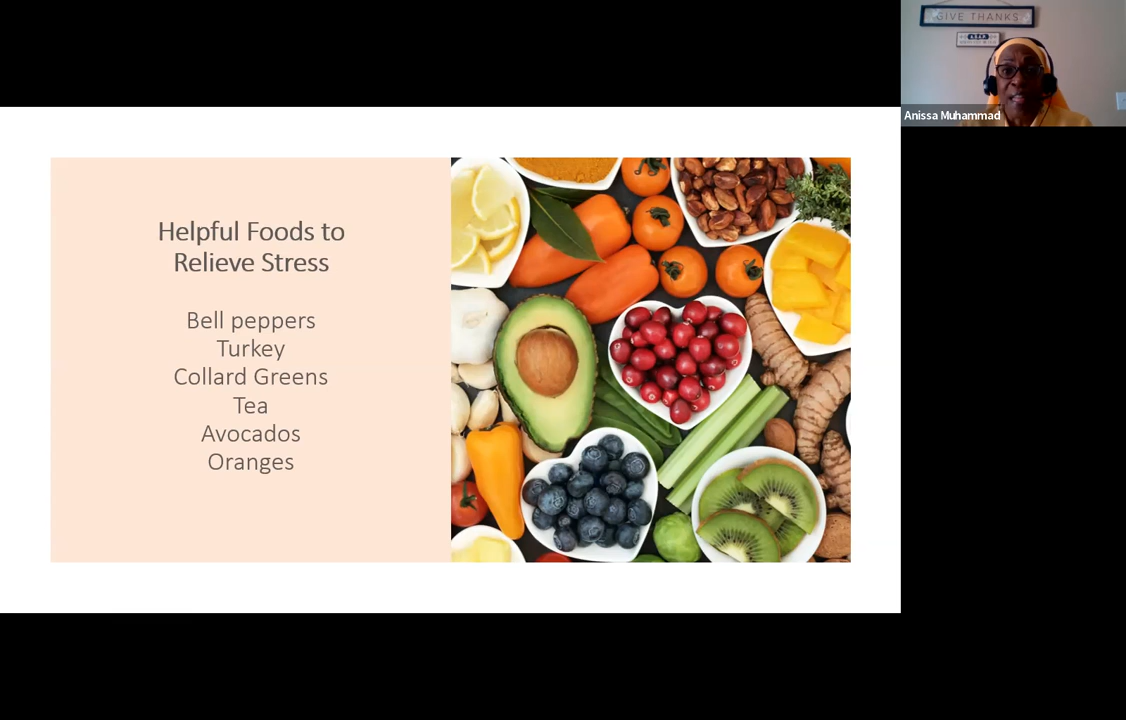 GIVE THANKS
Anissa Muhammad
Helpful Foods to
Relieve Stress
Bell peppers
Turkey
Collard Greens
Tea
Avocados
Oranges